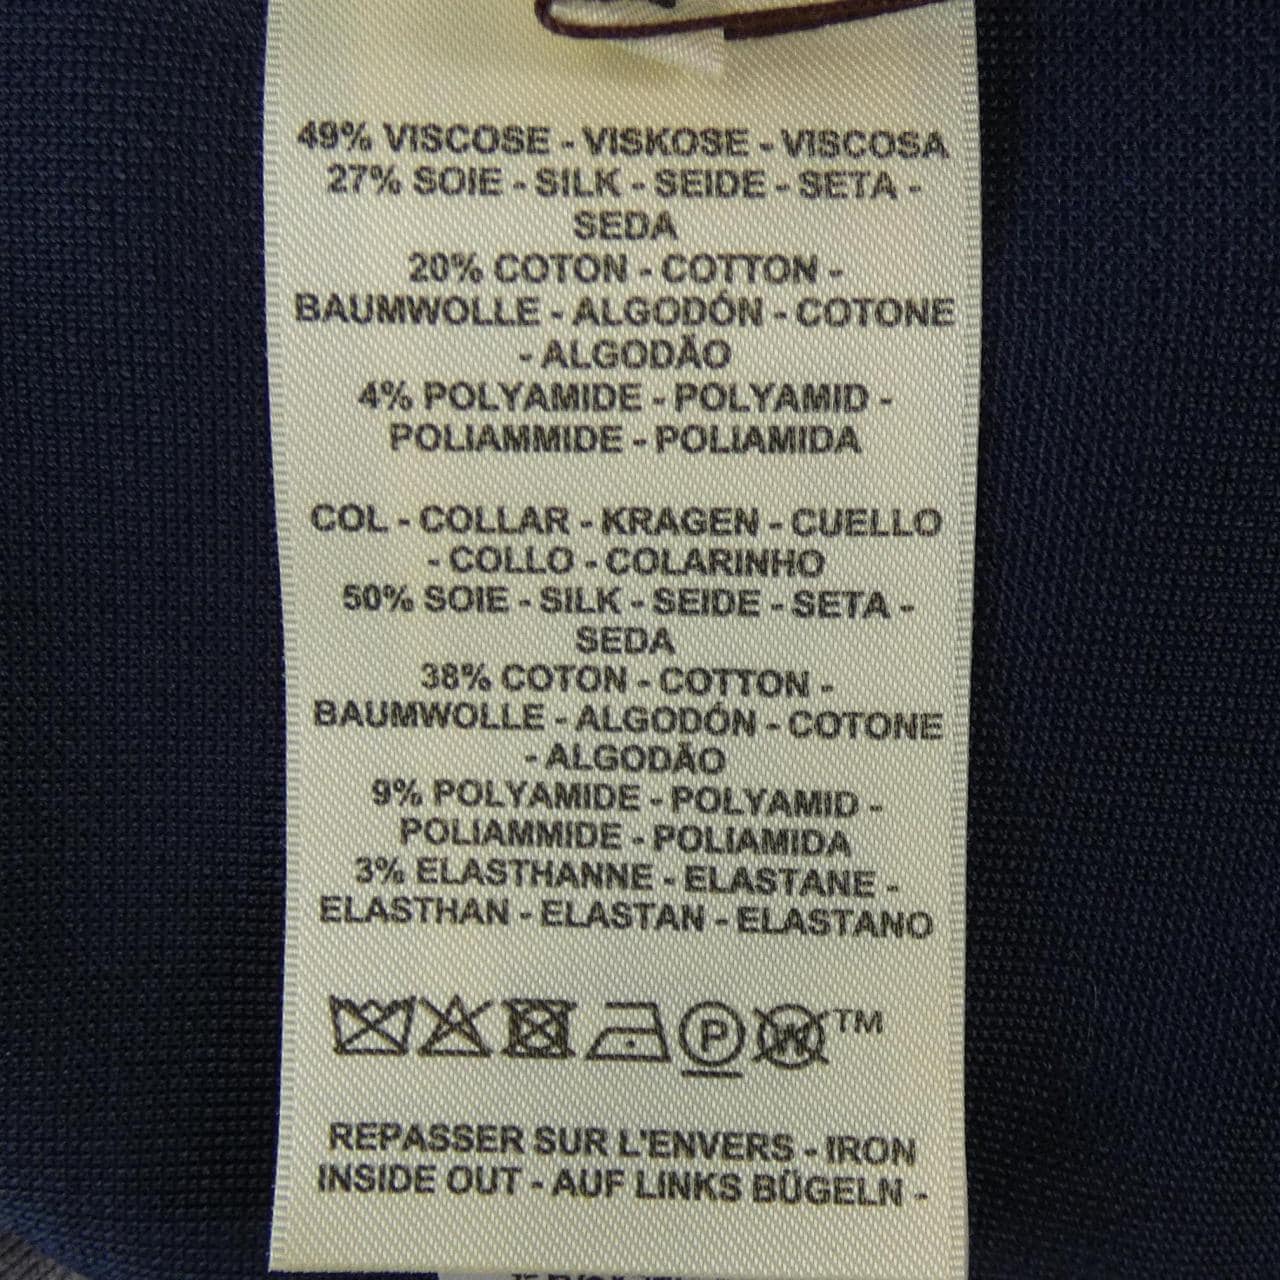 49% VISCOSE - VISKOSE - VISCOSA
27% SOIE - SILK - SEIDE - SETA -
SEDA
20% COTON - COTTON -
BAUMWOLLE - ALGODÓN - COTONE
- ALGODÃO
4% POLYAMIDE - POLYAMID -
POLIAMMIDE - POLIAMIDA
COL - COLLAR - KRAGEN - CUELLO
- COLLO - COLARINHO
50% SOIE - SILK - SEIDE - SETA -
SEDA
38% COTON - COTTON -
BAUMWOLLE - ALGODÓN - COTONE
- ALGODÃO
9% POLYAMIDE - POLYAMID -
POLIAMMIDE - POLIAMIDA
3% ELASTHANNE - ELASTANE -
ELASTHAN - ELASTAN - ELASTANO
P W TM
REPASSER SUR L'ENVERS - IRON
INSIDE OUT - AUF LINKS BÜGELN -